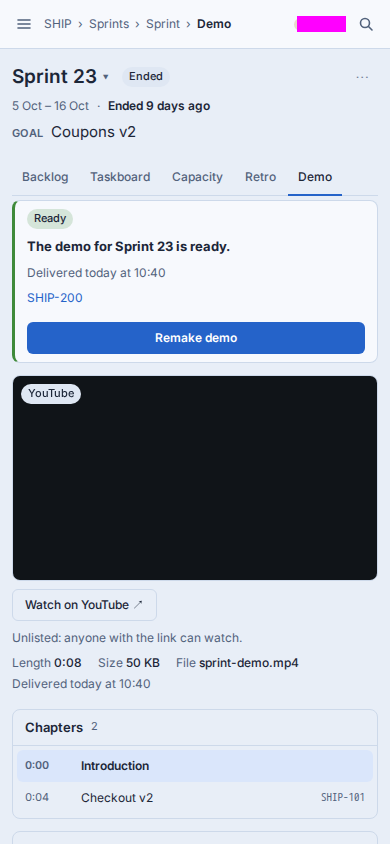 SHIP › Sprints › Sprint › Demo
Sprint 23 ▾ Ended ...
5 Oct – 16 Oct · Ended 9 days ago
GOAL Coupons v2
Backlog Taskboard Capacity Retro Demo
Ready
The demo for Sprint 23 is ready.
Delivered today at 10:40
SHIP-200
Remake demo
YouTube
Watch on YouTube ↗
Unlisted: anyone with the link can watch.
Length 0:08 Size 50 KB File sprint-demo.mp4
Delivered today at 10:40
Chapters 2
0:00 Introduction
0:04 Checkout v2 SHIP-101